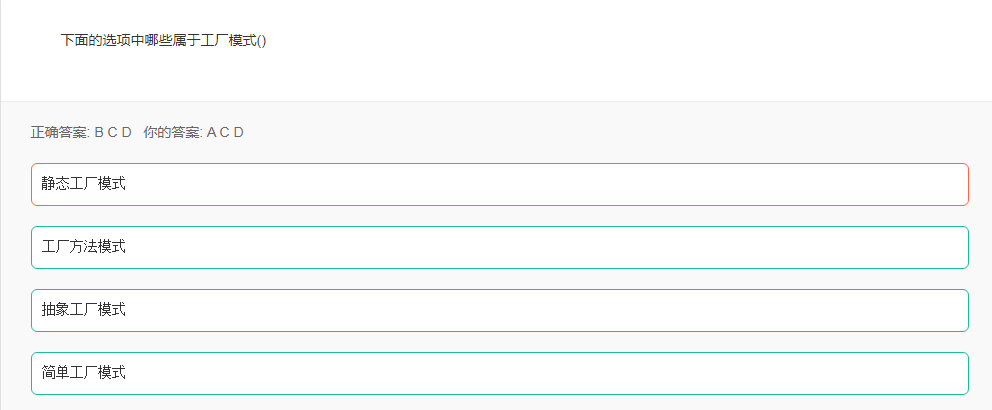 下面的选项中哪些属于工厂模式()
正确答案: B C D 你的答案: A C D
静态工厂模式
工厂方法模式
抽象工厂模式
简单工厂模式